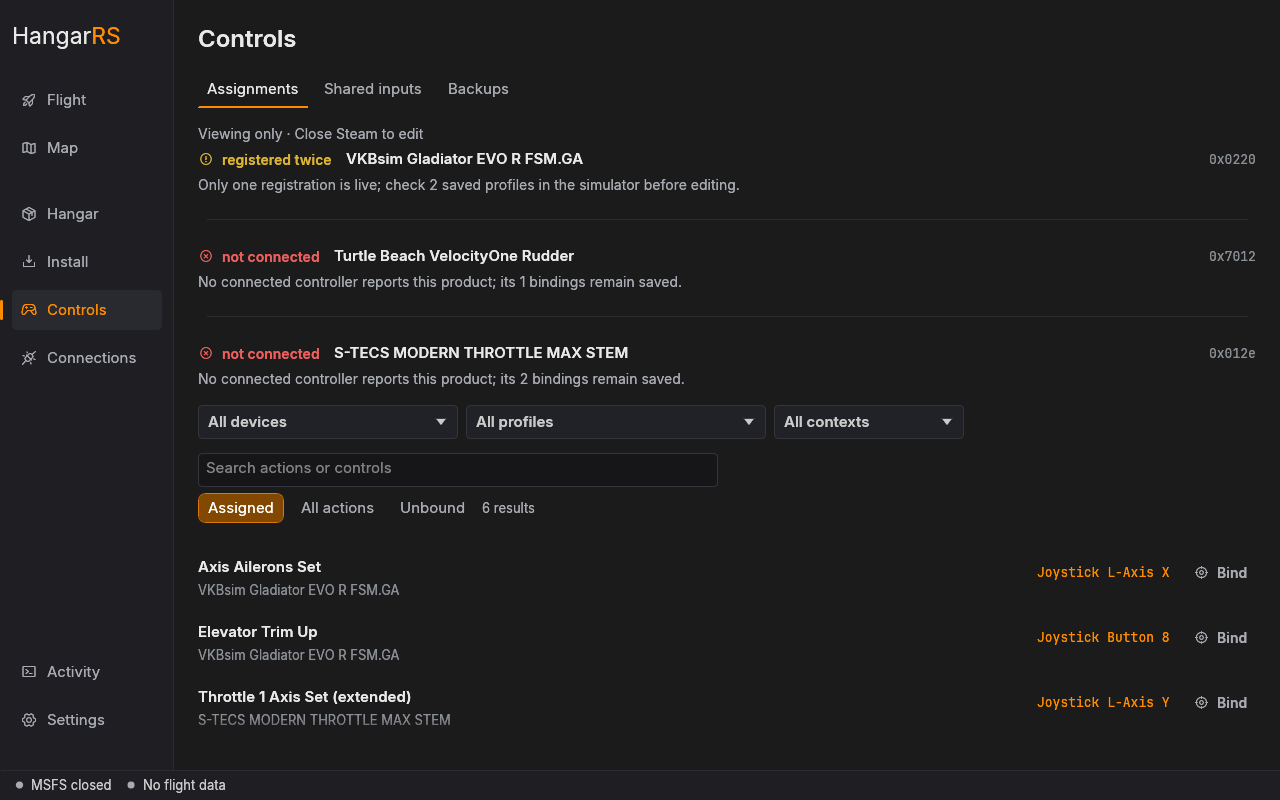 HangarRS
Flight
Map
Hangar
Install
Controls
Connections
Activity
Settings
Controls
Assignments Shared inputs Backups
Viewing only · Close Steam to edit
registered twice VKBsim Gladiator EVO R FSM.GA 0x0220
Only one registration is live; check 2 saved profiles in the simulator before editing.
not connected Turtle Beach VelocityOne Rudder 0x7012
No connected controller reports this product; its 1 bindings remain saved.
not connected S-TECS MODERN THROTTLE MAX STEM 0x012e
No connected controller reports this product; its 2 bindings remain saved.
All devices All profiles All contexts
Search actions or controls
Assigned All actions Unbound 6 results
Axis Ailerons Set Joystick L-Axis X Bind
VKBsim Gladiator EVO R FSM.GA
Elevator Trim Up Joystick Button 8 Bind
VKBsim Gladiator EVO R FSM.GA
Throttle 1 Axis Set (extended) Joystick L-Axis Y Bind
S-TECS MODERN THROTTLE MAX STEM
MSFS closed No flight data